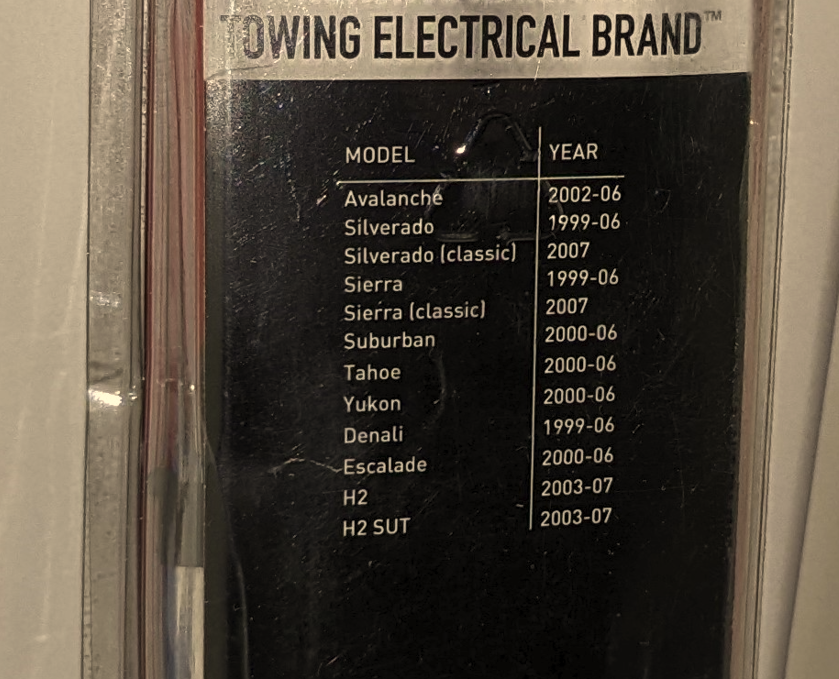 TOWING ELECTRICAL BRAND™
MODEL YEAR
Avalanche 2002-06
Silverado 1999-06
Silverado (classic) 2007
Sierra 1999-06
Sierra (classic) 2007
Suburban 2000-06
Tahoe 2000-06
Yukon 2000-06
Denali 1999-06
Escalade 2000-06
H2 2003-07
H2 SUT 2003-07